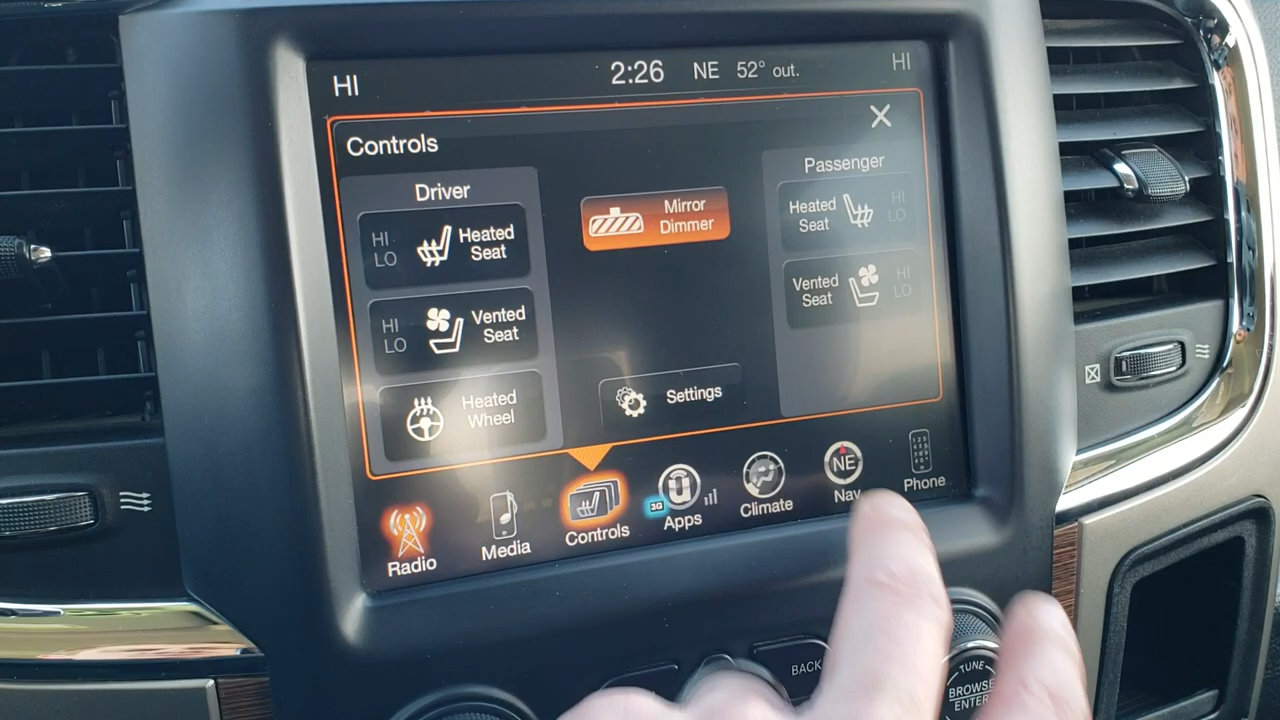 HI 2:26 NE 52° out. HI
Controls
Driver
HI
LO
Heated
Seat
HI
LO
Vented
Seat
Heated
Wheel
Mirror
Dimmer
Settings
Passenger
Heated
Seat
HI
LO
Vented
Seat
HI
LO
Radio
Media
Controls
3G
Apps
Climate
NE
Nav
Phone
BACK
TUNE
BROWSE
ENTER